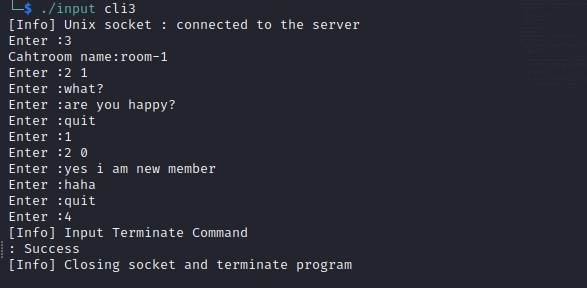 $ ./input cli3
[Info] Unix socket : connected to the server
Enter :3
Cahtroom name:room-1
Enter :2 1
Enter :what?
Enter :are you happy?
Enter :quit
Enter :1
Enter :2 0
Enter :yes i am new member
Enter :haha
Enter :quit
Enter :4
[Info] Input Terminate Command
: Success
[Info] Closing socket and terminate program